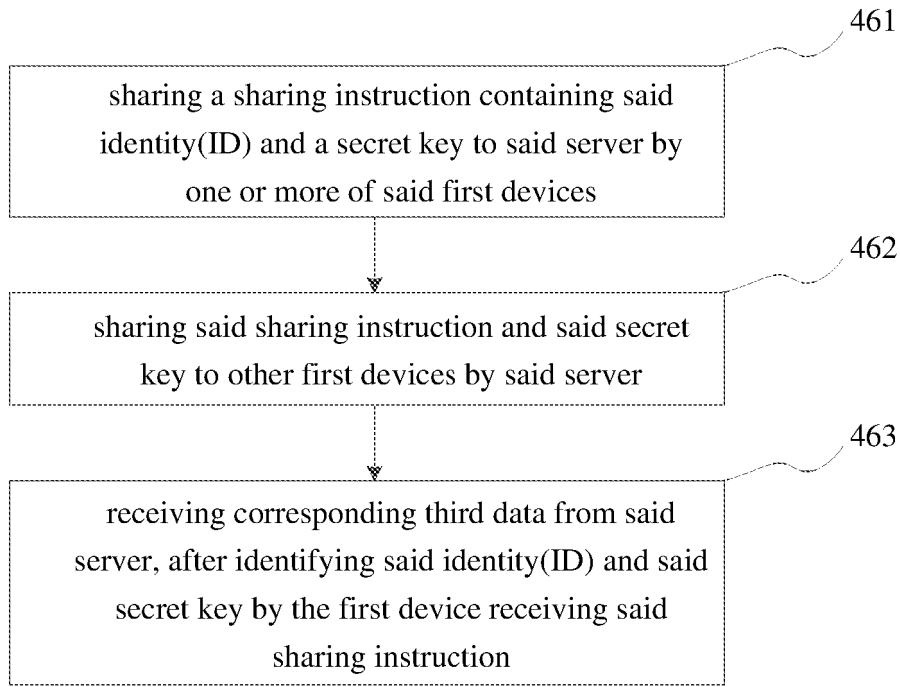 461
sharing a sharing instruction containing said
identity(ID) and a secret key to said server by
one or more of said first devices
462
sharing said sharing instruction and said secret
key to other first devices by said server
463
receiving corresponding third data from said
server, after identifying said identity(ID) and said
secret key by the first device receiving said
sharing instruction